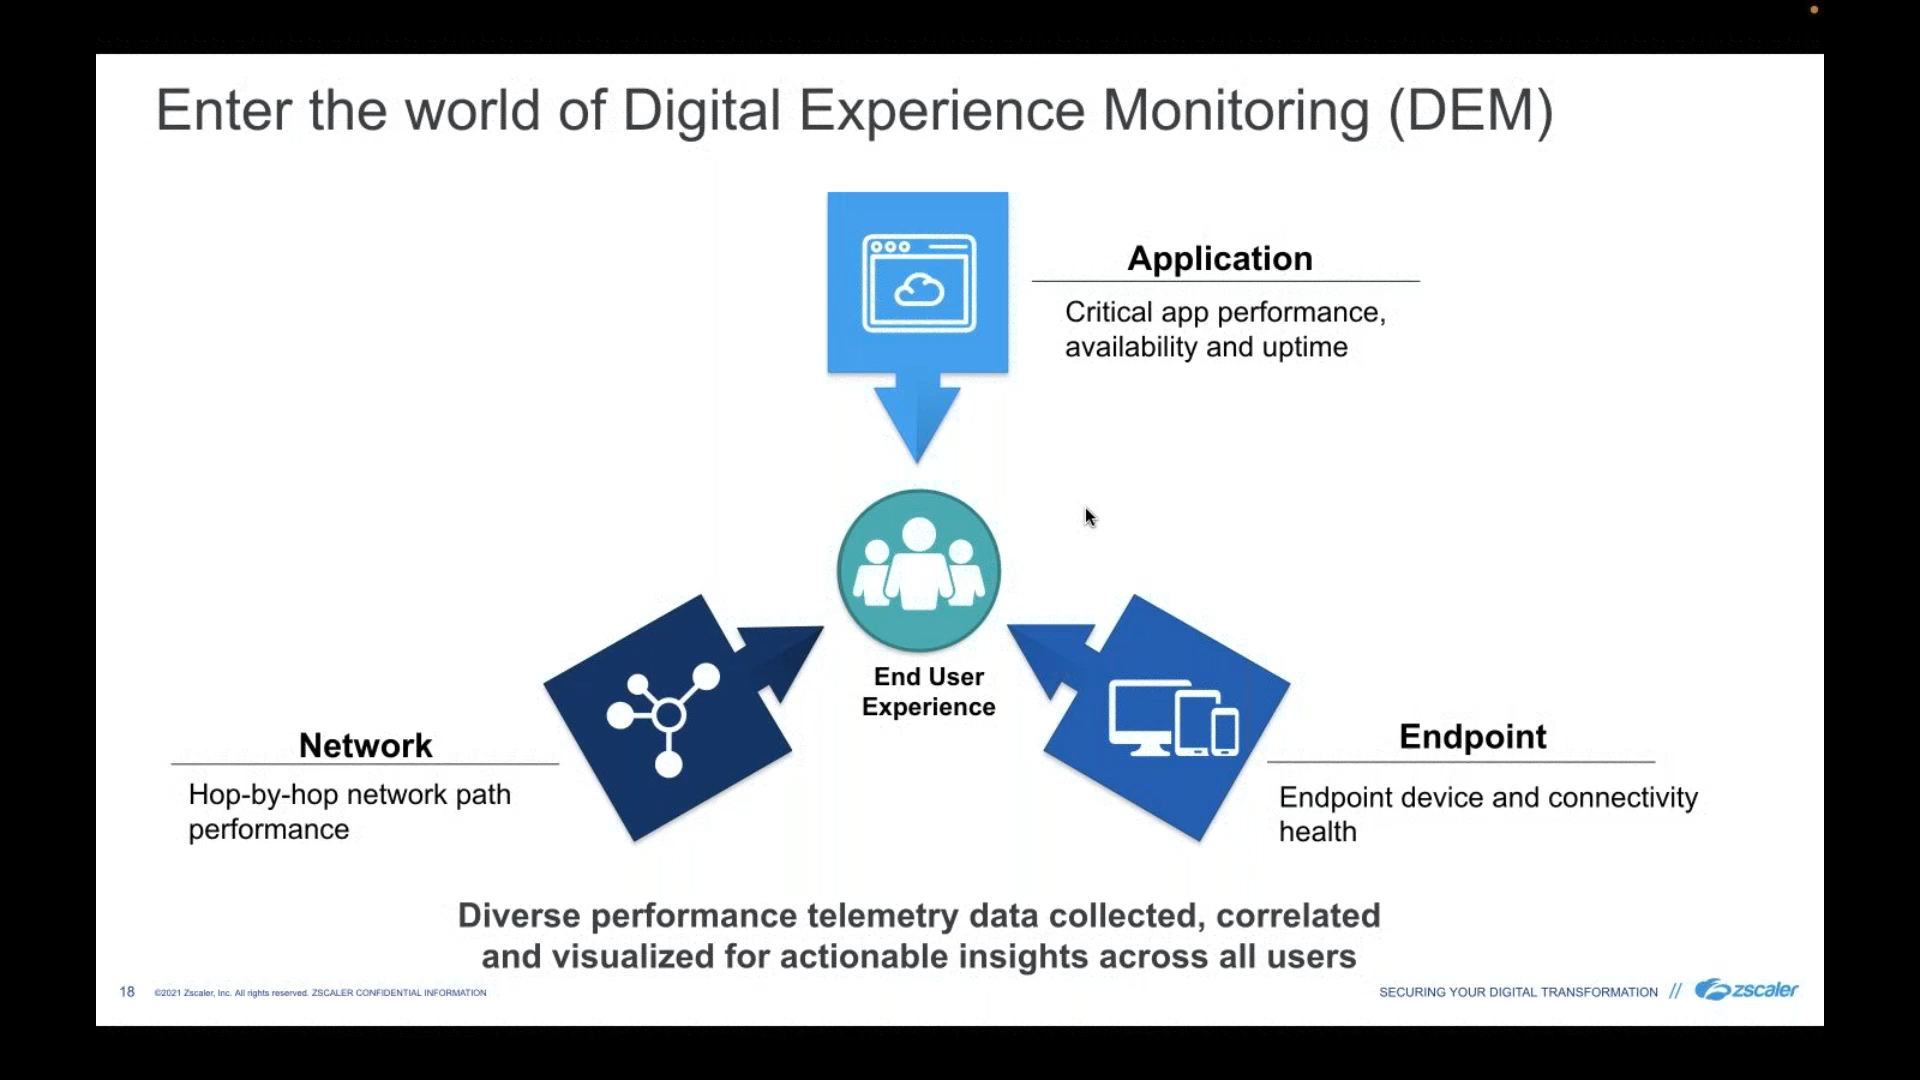 Enter the world of Digital Experience Monitoring (DEM)
Application
Critical app performance,
availability and uptime
End User
Experience
Network
Hop-by-hop network path
performance
Endpoint
Endpoint device and connectivity
health
Diverse performance telemetry data collected, correlated
and visualized for actionable insights across all users
18 ©2021 Zscaler, Inc. All rights reserved. ZSCALER CONFIDENTIAL INFORMATION
SECURING YOUR DIGITAL TRANSFORMATION // zscaler